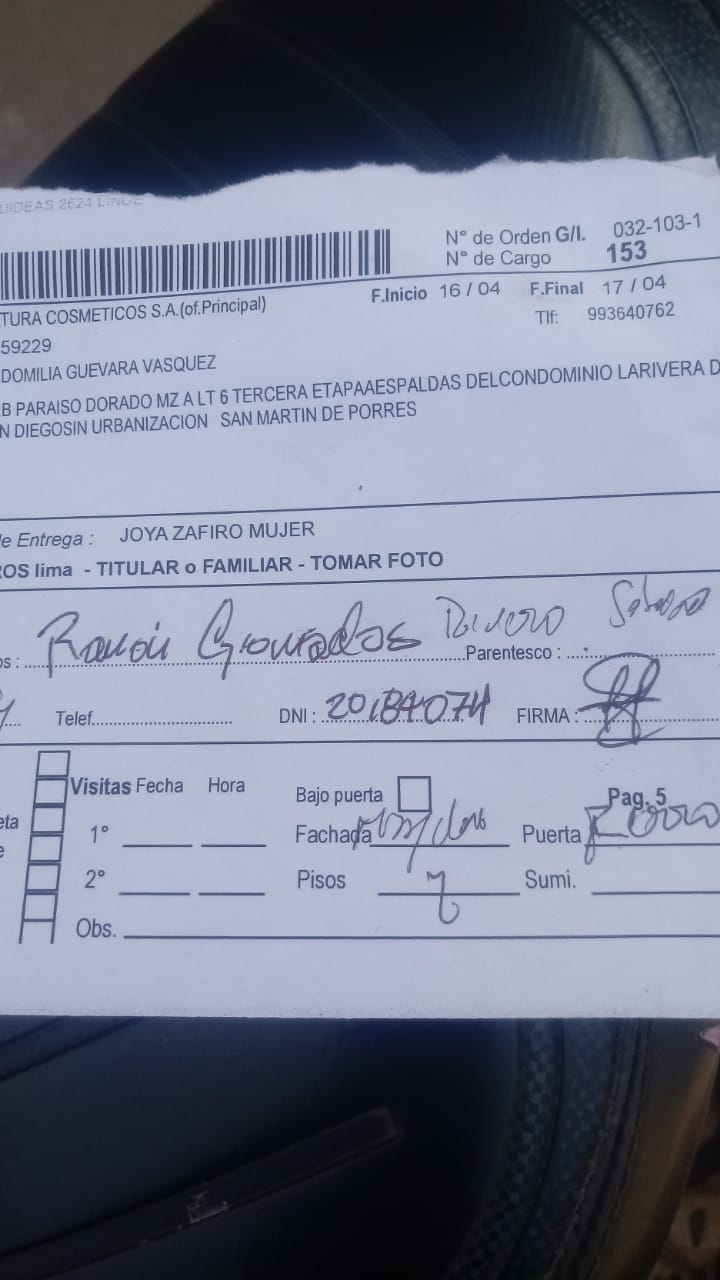 UIDEAS 2624 LINCE
N° de Orden G/I. 032-103-1
N° de Cargo 153
TURA COSMETICOS S.A.(of.Principal)
F.Inicio 16 / 04 F.Final 17 / 04
59229
Tlf: 993640762
DOMILIA GUEVARA VASQUEZ
B PARAISO DORADO MZ A LT 6 TERCERA ETAPAAESPALDAS DELCONDOMINIO LARIVERA D
N DIEGOSIN URBANIZACION SAN MARTIN DE PORRES
e Entrega : JOYA ZAFIRO MUJER
ROS lima - TITULAR o FAMILIAR - TOMAR FOTO
os : Ramón Granados Parentesco :
Telef. DNI : 20184074 FIRMA :
Visitas Fecha Hora
Bajo puerta
Pag. 5
eta
e
1°
Fachada Puerta
2°
Pisos Sumi.
Obs.